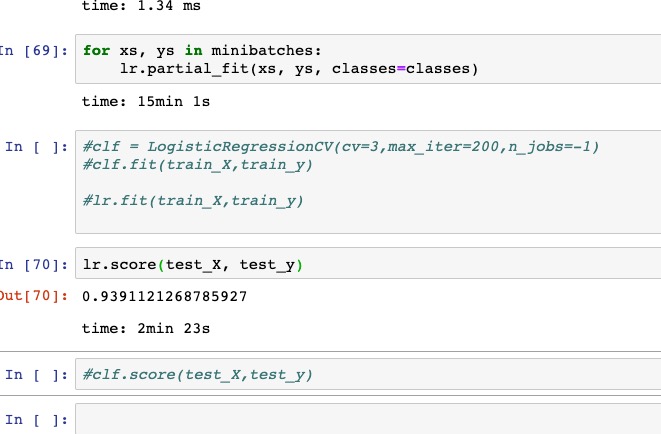 time: 1.34 ms
In [69]: for xs, ys in minibatches:
lr.partial_fit(xs, ys, classes=classes)
time: 15min 1s
In [ ]: #clf = LogisticRegressionCV(cv=3,max_iter=200,n_jobs=-1)
#clf.fit(train_X,train_y)
#lr.fit(train_X,train_y)
In [70]: lr.score(test_X, test_y)
Out[70]: 0.9391121268785927
time: 2min 23s
In [ ]: #clf.score(test_X,test_y)
In [ ]: